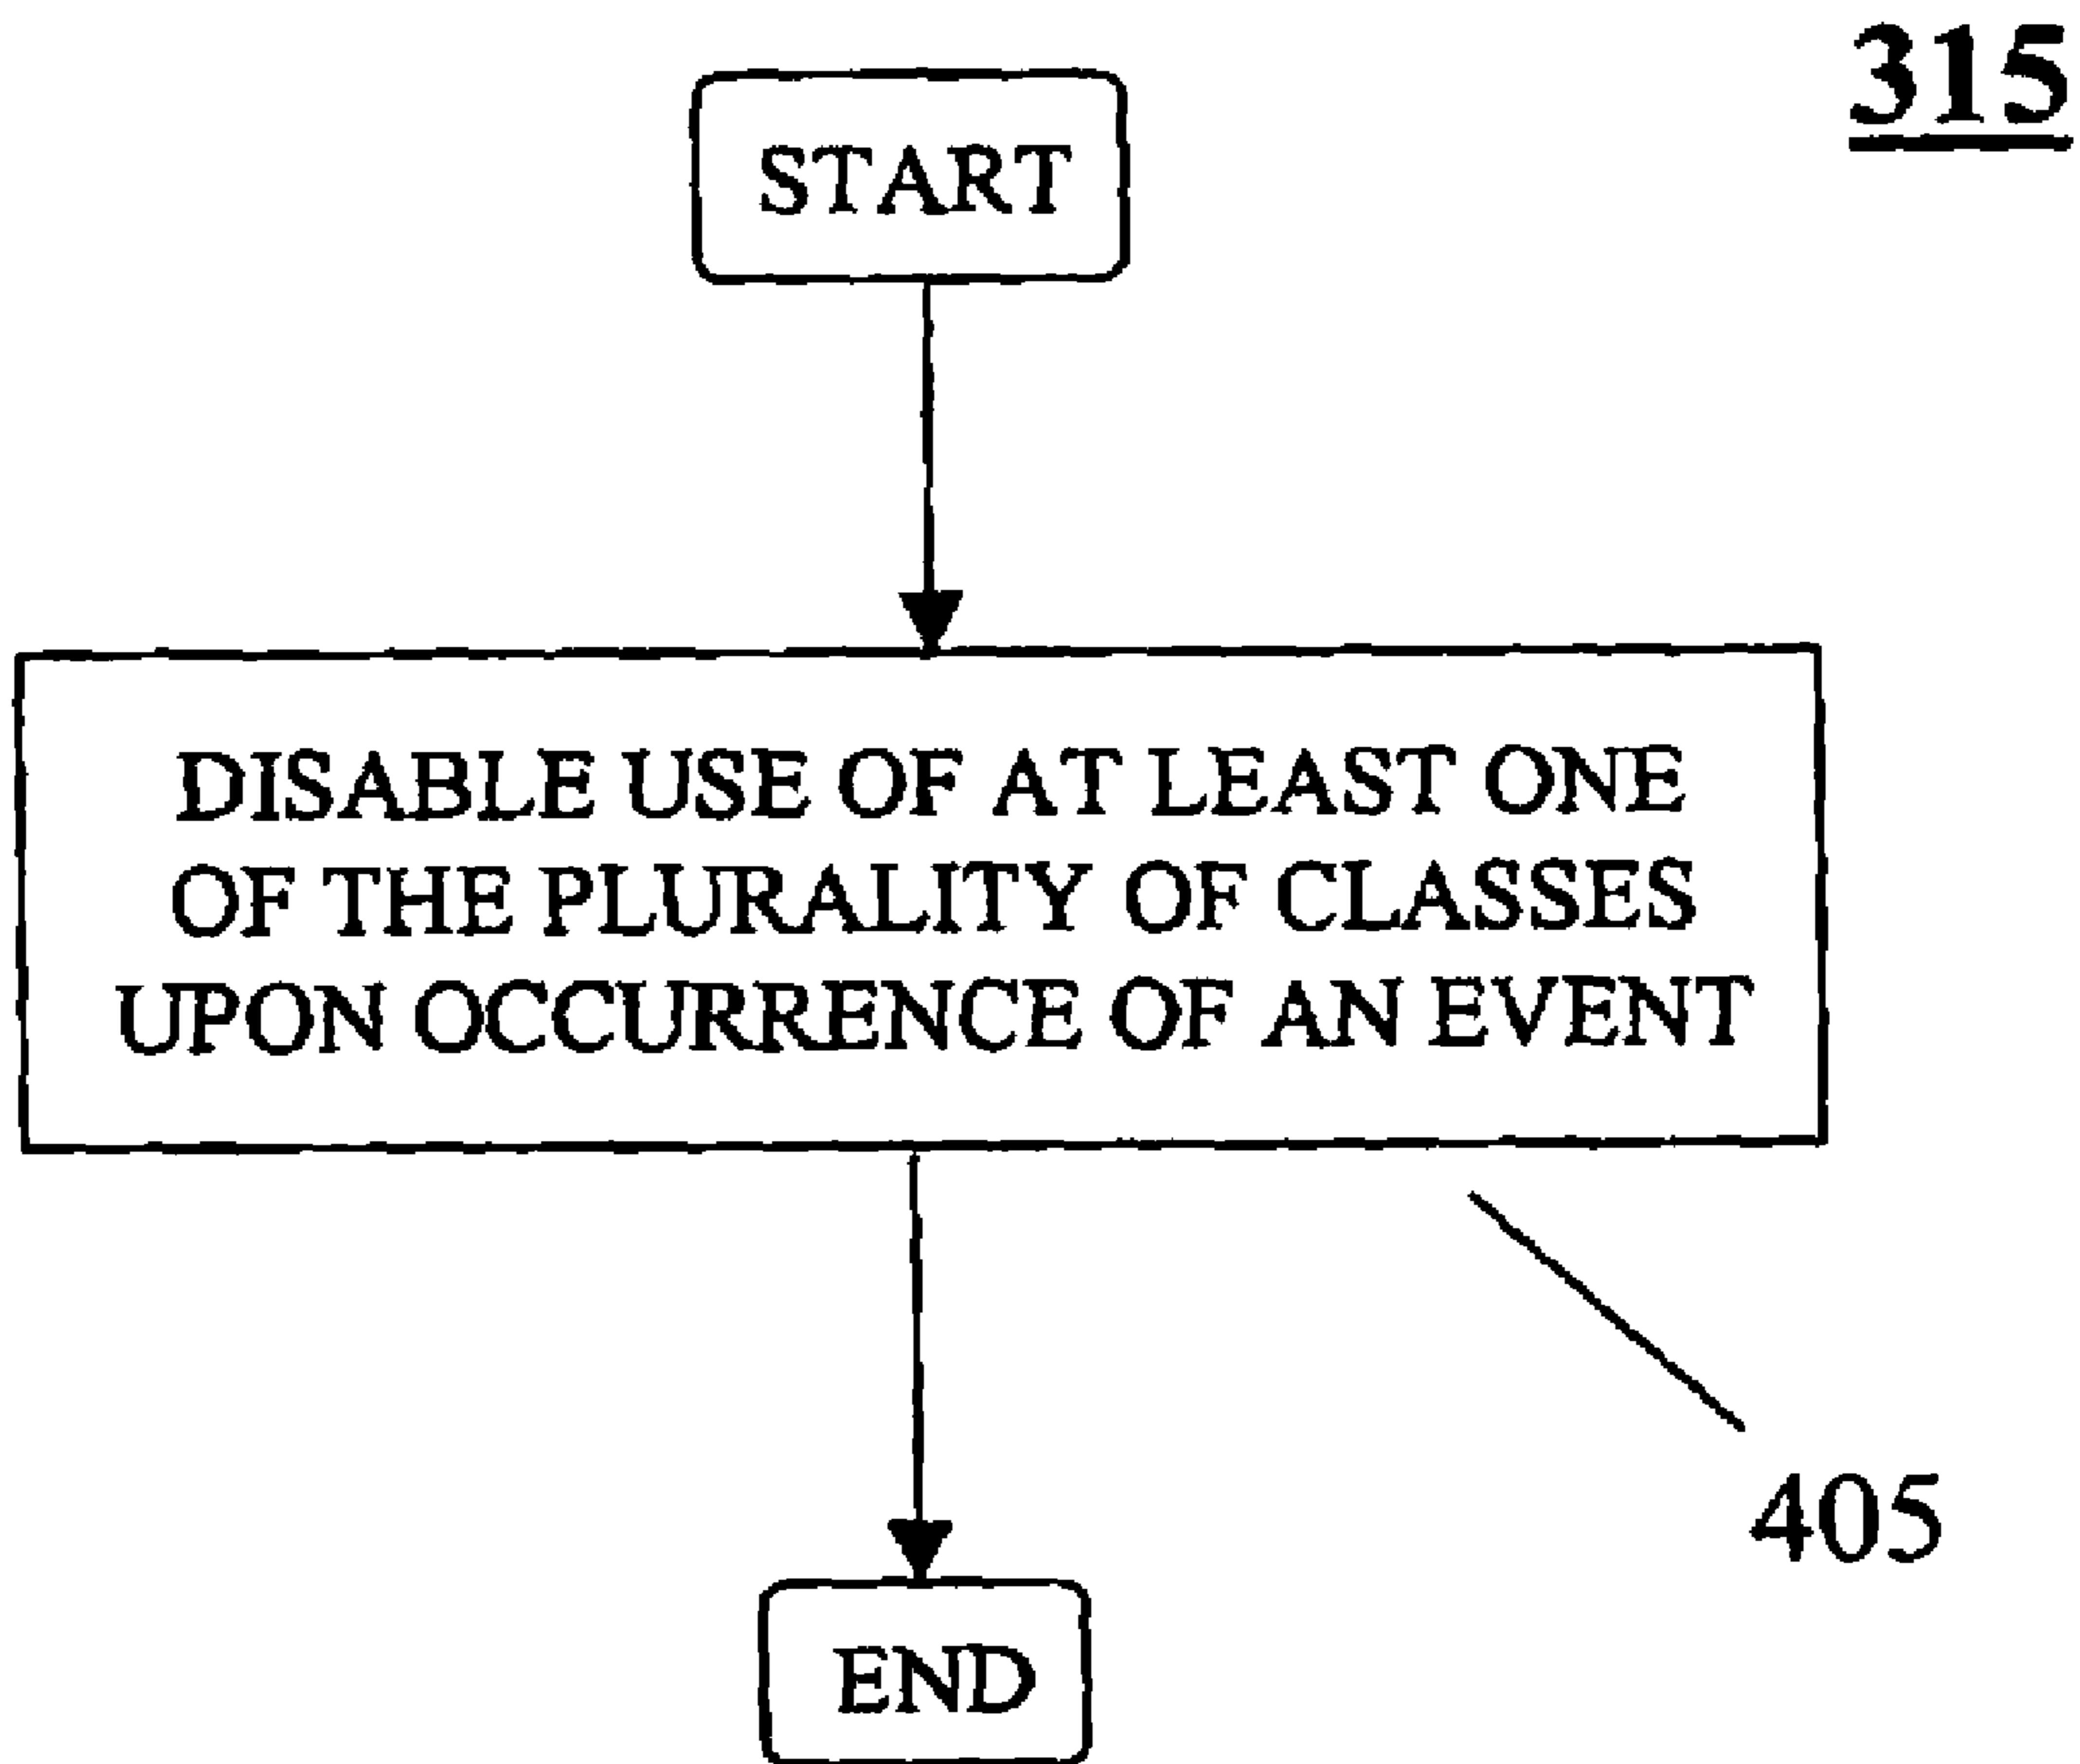 315
START
DISABLE USE OF AT LEAST ONE
OF THE PLURALITY OF CLASSES
UPON OCCURRENCE OF AN EVENT
405
END